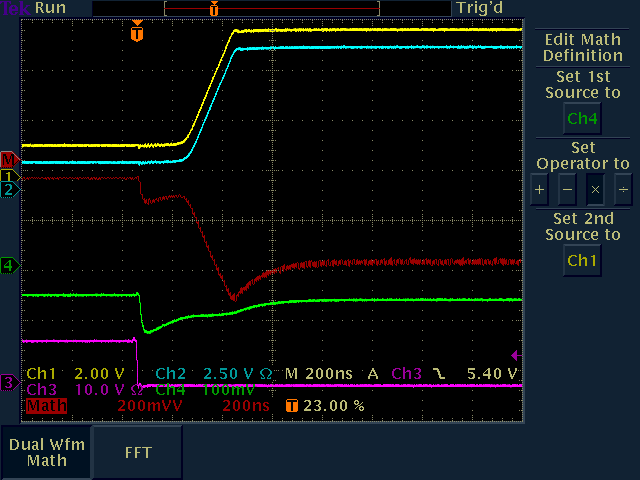 Tek Run Trig'd
T
T
Edit Math
Definition
Set 1st
Source to
Ch4
Set
Operator to
+ − × ÷
Set 2nd
Source to
Ch1
M
1
2
4
3
Ch1 2.00 V Ch2 2.50 V Ω M 200ns A Ch3 5.40 V
Ch3 10.0 V Ω Ch4 100mV
Math 200mVV 200ns T 23.00 %
Dual Wfm
Math
FFT